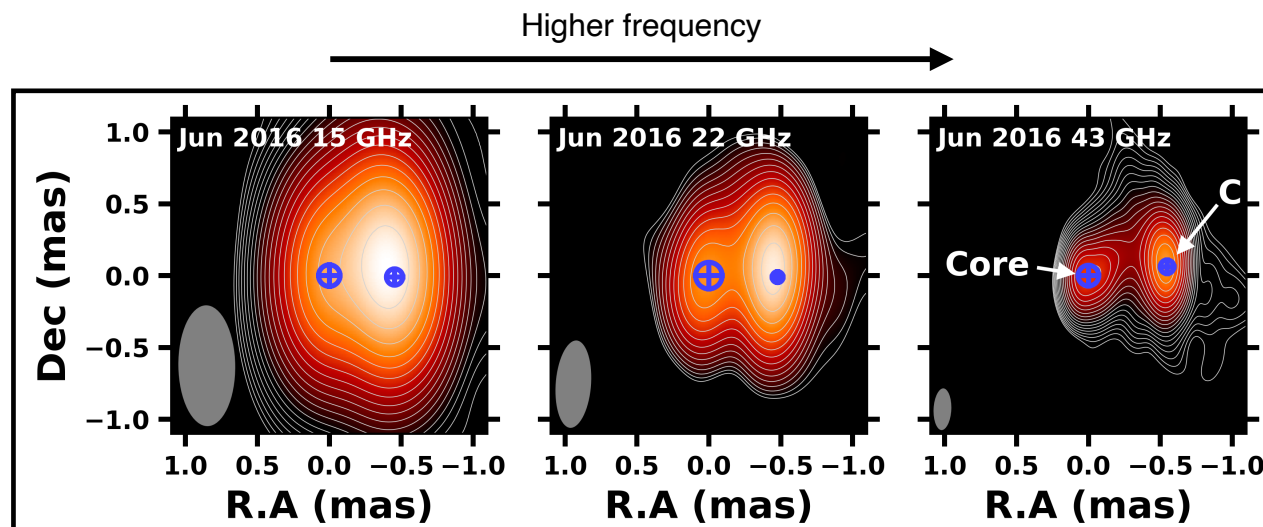 Higher frequency
Jun 2016 15 GHz
Jun 2016 22 GHz
Jun 2016 43 GHz
1.0
0.5
0.0
−0.5
−1.0
Dec (mas)
Core
C
1.0 0.5 0.0 −0.5 −1.0
1.0 0.5 0.0 −0.5 −1.0
1.0 0.5 0.0 −0.5 −1.0
R.A (mas)
R.A (mas)
R.A (mas)